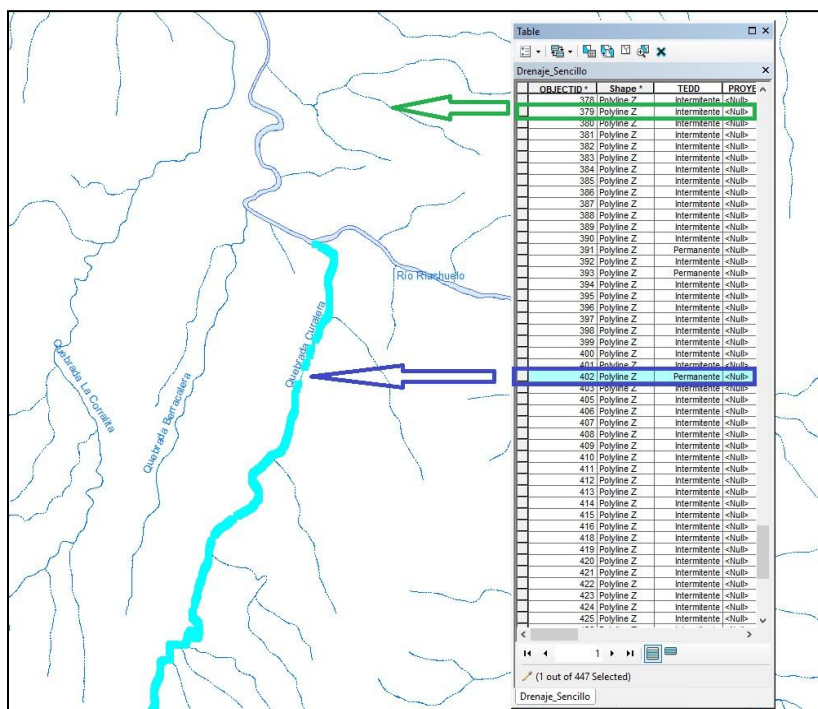 Table
Drenaje_Sencillo
OBJECTID * Shape * TEDD PROYE
378 Polyline Z Intermitente <Null>
379 Polyline Z Intermitente <Null>
380 Polyline Z Intermitente <Null>
381 Polyline Z Intermitente <Null>
382 Polyline Z Intermitente <Null>
383 Polyline Z Intermitente <Null>
384 Polyline Z Intermitente <Null>
385 Polyline Z Intermitente <Null>
386 Polyline Z Intermitente <Null>
387 Polyline Z Intermitente <Null>
388 Polyline Z Intermitente <Null>
389 Polyline Z Intermitente <Null>
390 Polyline Z Intermitente <Null>
391 Polyline Z Permanente <Null>
392 Polyline Z Intermitente <Null>
393 Polyline Z Permanente <Null>
394 Polyline Z Intermitente <Null>
395 Polyline Z Intermitente <Null>
396 Polyline Z Intermitente <Null>
397 Polyline Z Intermitente <Null>
398 Polyline Z Intermitente <Null>
399 Polyline Z Intermitente <Null>
400 Polyline Z Intermitente <Null>
401 Polyline Z Intermitente <Null>
402 Polyline Z Permanente <Null>
403 Polyline Z Intermitente <Null>
405 Polyline Z Intermitente <Null>
406 Polyline Z Intermitente <Null>
407 Polyline Z Intermitente <Null>
408 Polyline Z Intermitente <Null>
409 Polyline Z Intermitente <Null>
410 Polyline Z Intermitente <Null>
411 Polyline Z Intermitente <Null>
412 Polyline Z Intermitente <Null>
413 Polyline Z Intermitente <Null>
414 Polyline Z Intermitente <Null>
415 Polyline Z Intermitente <Null>
416 Polyline Z Intermitente <Null>
418 Polyline Z Intermitente <Null>
419 Polyline Z Intermitente <Null>
420 Polyline Z Intermitente <Null>
421 Polyline Z Intermitente <Null>
422 Polyline Z Intermitente <Null>
423 Polyline Z Intermitente <Null>
424 Polyline Z Intermitente <Null>
425 Polyline Z Intermitente <Null>
1
(1 out of 447 Selected)
Drenaje_Sencillo
Río Riachuelo
Quebrada Curaleta
Quebrada La Corralita
Quebrada Berracalera